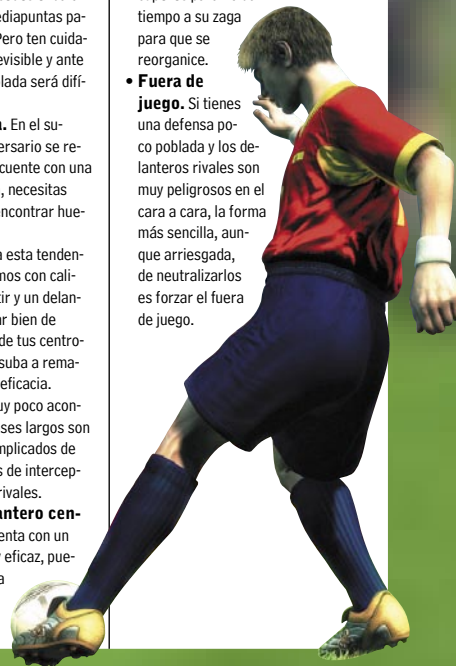 ediapuntas pa-
Pero ten cuida-
evisible y ante
lada será difí-
. En el su-
ersario se re-
cuente con una
, necesitas
ncontrar hue-
a esta tenden-
mos con cali-
tir y un delan-
ar bien de
de tus centro-
suba a rema-
eficacia.
uy poco acon-
ses largos son
mplicados de
s de intercep-
rivales.
antero cen-
enta con un
y eficaz, pue-
a
tiempo a su zaga
para que se
reorganice.
• Fuera de
juego. Si tienes
una defensa po-
co poblada y los de-
lanteros rivales son
muy peligrosos en el
cara a cara, la forma
más sencilla, aun-
que arriesgada,
de neutralizarlos
es forzar el fuera
de juego.